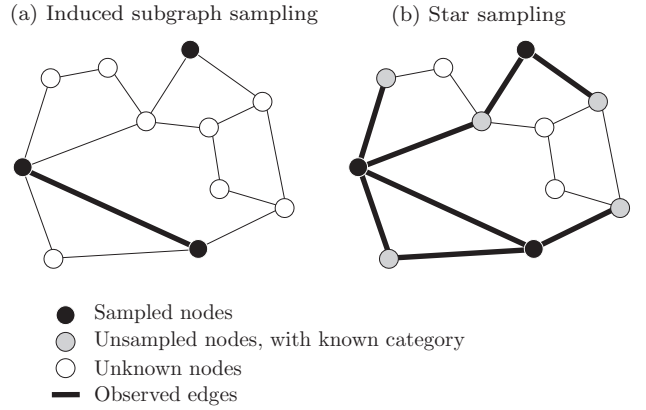 (a) Induced subgraph sampling
(b) Star sampling
Sampled nodes
Unsampled nodes, with known category
Unknown nodes
Observed edges